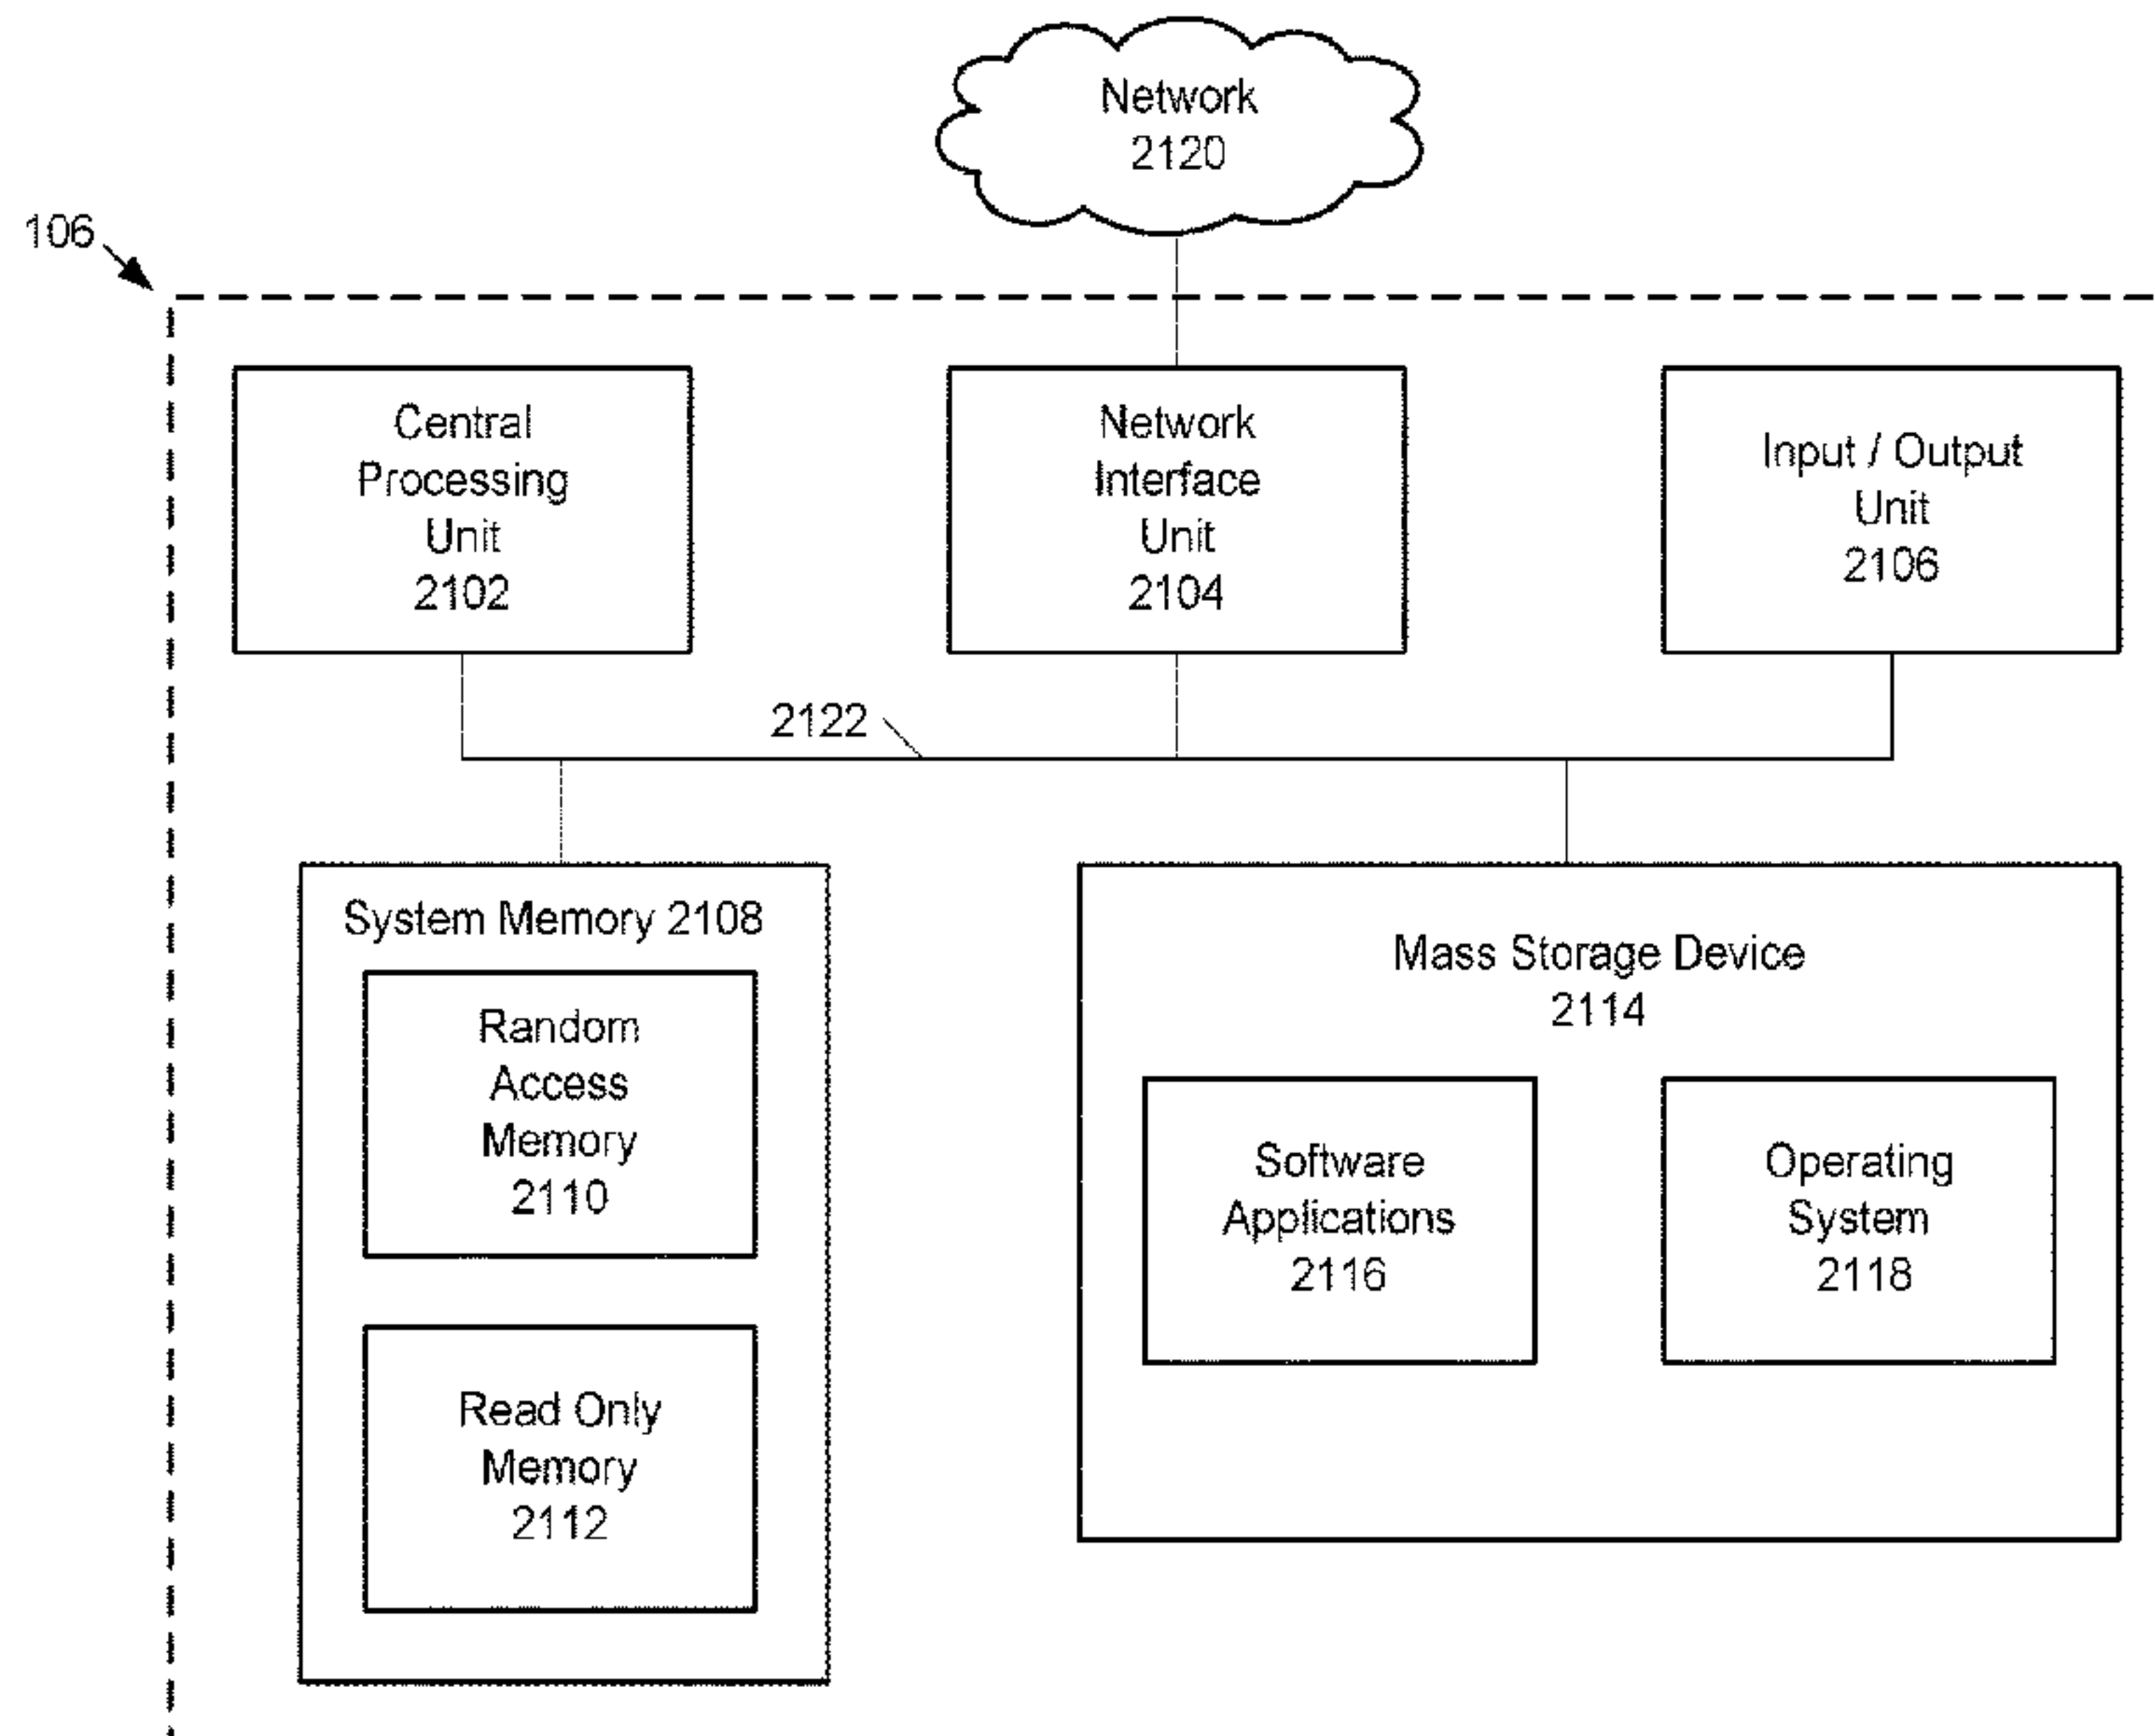 Network
2120
106
Central
Processing
Unit
2102
Network
Interface
Unit
2104
Input / Output
Unit
2106
2122
System Memory 2108
Random
Access
Memory
2110
Read Only
Memory
2112
Mass Storage Device
2114
Software
Applications
2116
Operating
System
2118